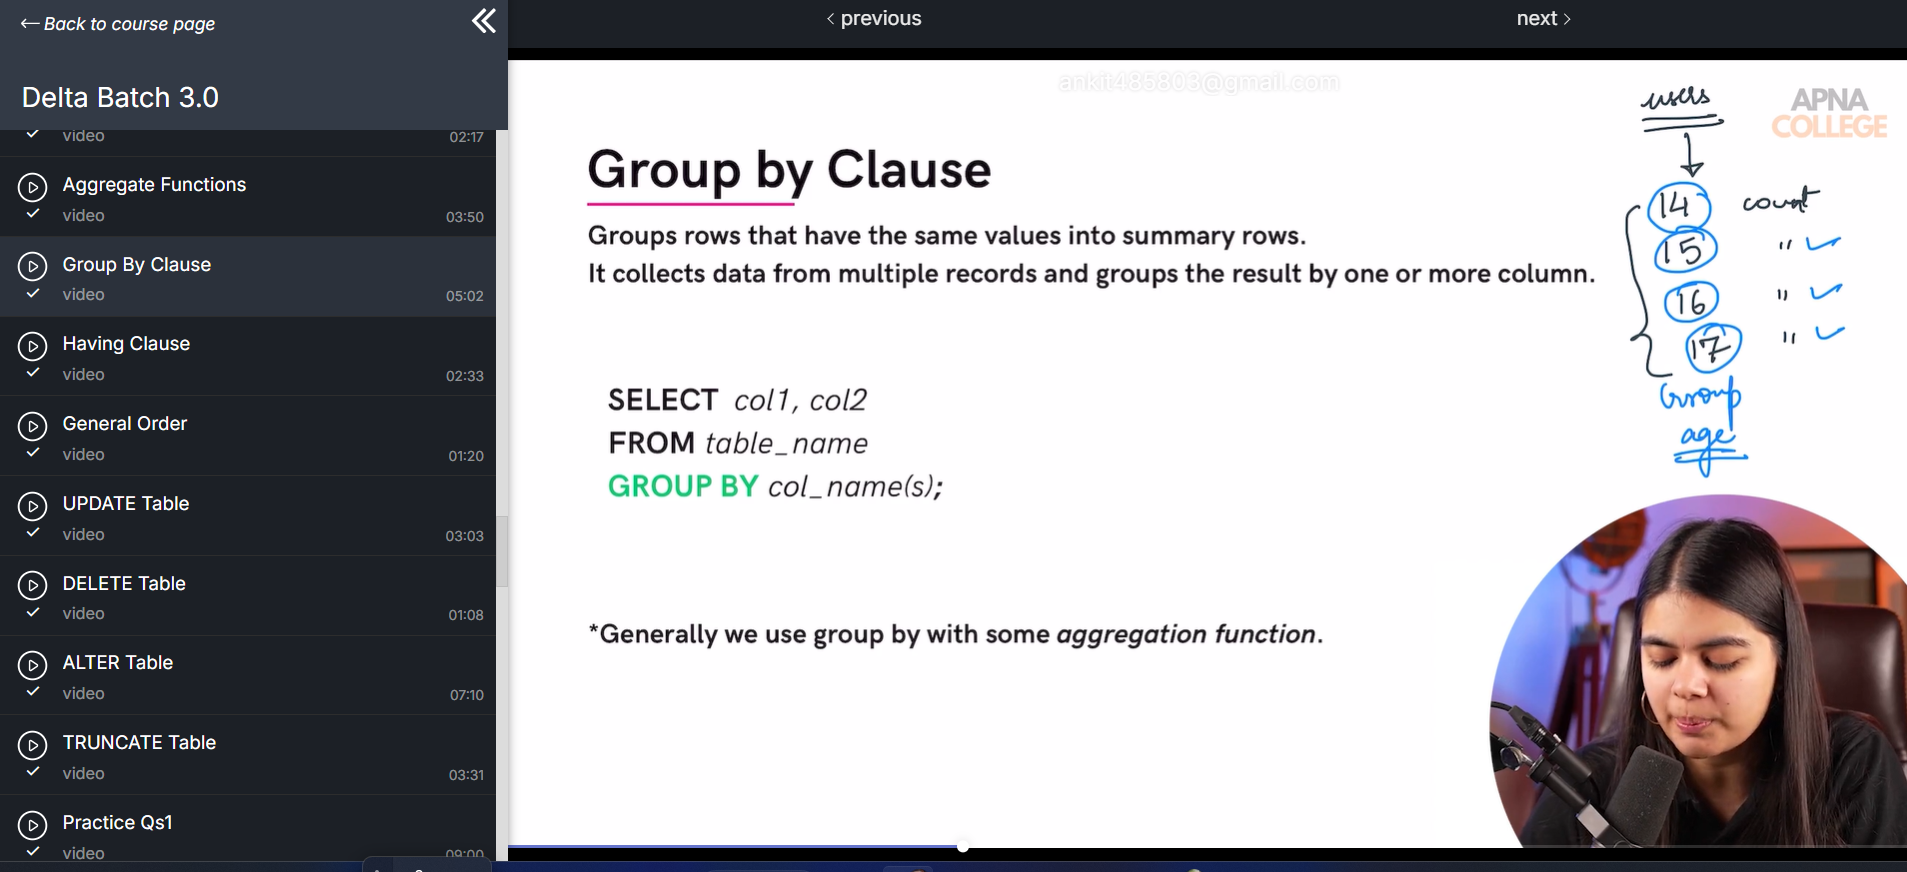 ← Back to course page
Delta Batch 3.0
video
02:17
Aggregate Functions
video
03:50
Group By Clause
video
05:02
Having Clause
video
02:33
General Order
video
01:20
UPDATE Table
video
03:03
DELETE Table
video
01:08
ALTER Table
video
07:10
TRUNCATE Table
video
03:31
Practice Qs1
video
09:00
previous
next
ankit485803@gmail.com
APNA
COLLEGE
Group by Clause
Groups rows that have the same values into summary rows.
It collects data from multiple records and groups the result by one or more column.
SELECT col1, col2
FROM table_name
GROUP BY col_name(s);
*Generally we use group by with some aggregation function.
users
14 count
15 "
16 "
17 "
Group
age